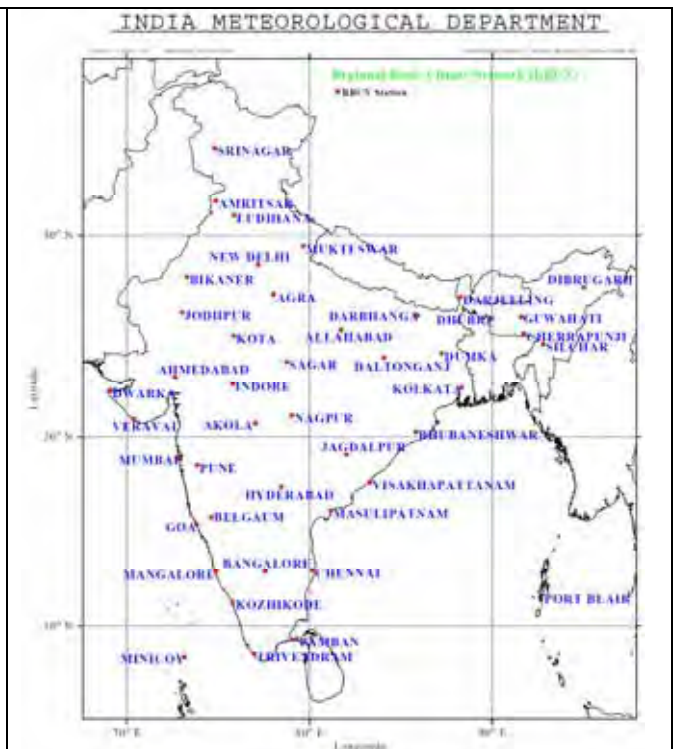 INDIA METEOROLOGICAL DEPARTMENT
Regional Basic Climate Network (RBCN)
RBCN Station
SRINAGAR
AMRITSAR
LUDHIANA
30° N
MUKTESWAR
NEW DELHI
BIKANER
DIBRUGARH
AGRA
DARJEELING
JODHPUR
DARBHANGA
DHUBRI
GUWAHATI
KOTA
ALLAHABAD
CHERRAPUNJI
SILCHAR
SAGAR
DALTONGANJ
DUMKA
AHMEDABAD
DWARKA
INDORE
KOLKATA
VERAVAL
AKOLA
NAGPUR
20° N
BHUBANESHWAR
JAGDALPUR
MUMBAI
PUNE
HYDERABAD
VISAKHAPATTANAM
BELGAUM
MASULIPATNAM
GOA
MANGALORE
BANGALORE
CHENNAI
KOZHIKODE
PORT BLAIR
10° N
PAMBAN
MINICOY
TRIVENDRAM
70° E
80° E
90° E
Latitude
Longitude